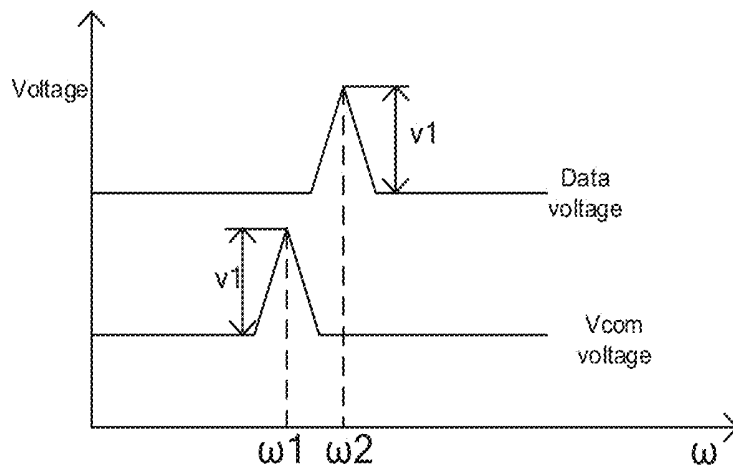 Voltage
v1
Data
voltage
v1
Vcom
voltage
ω1
ω2
ω